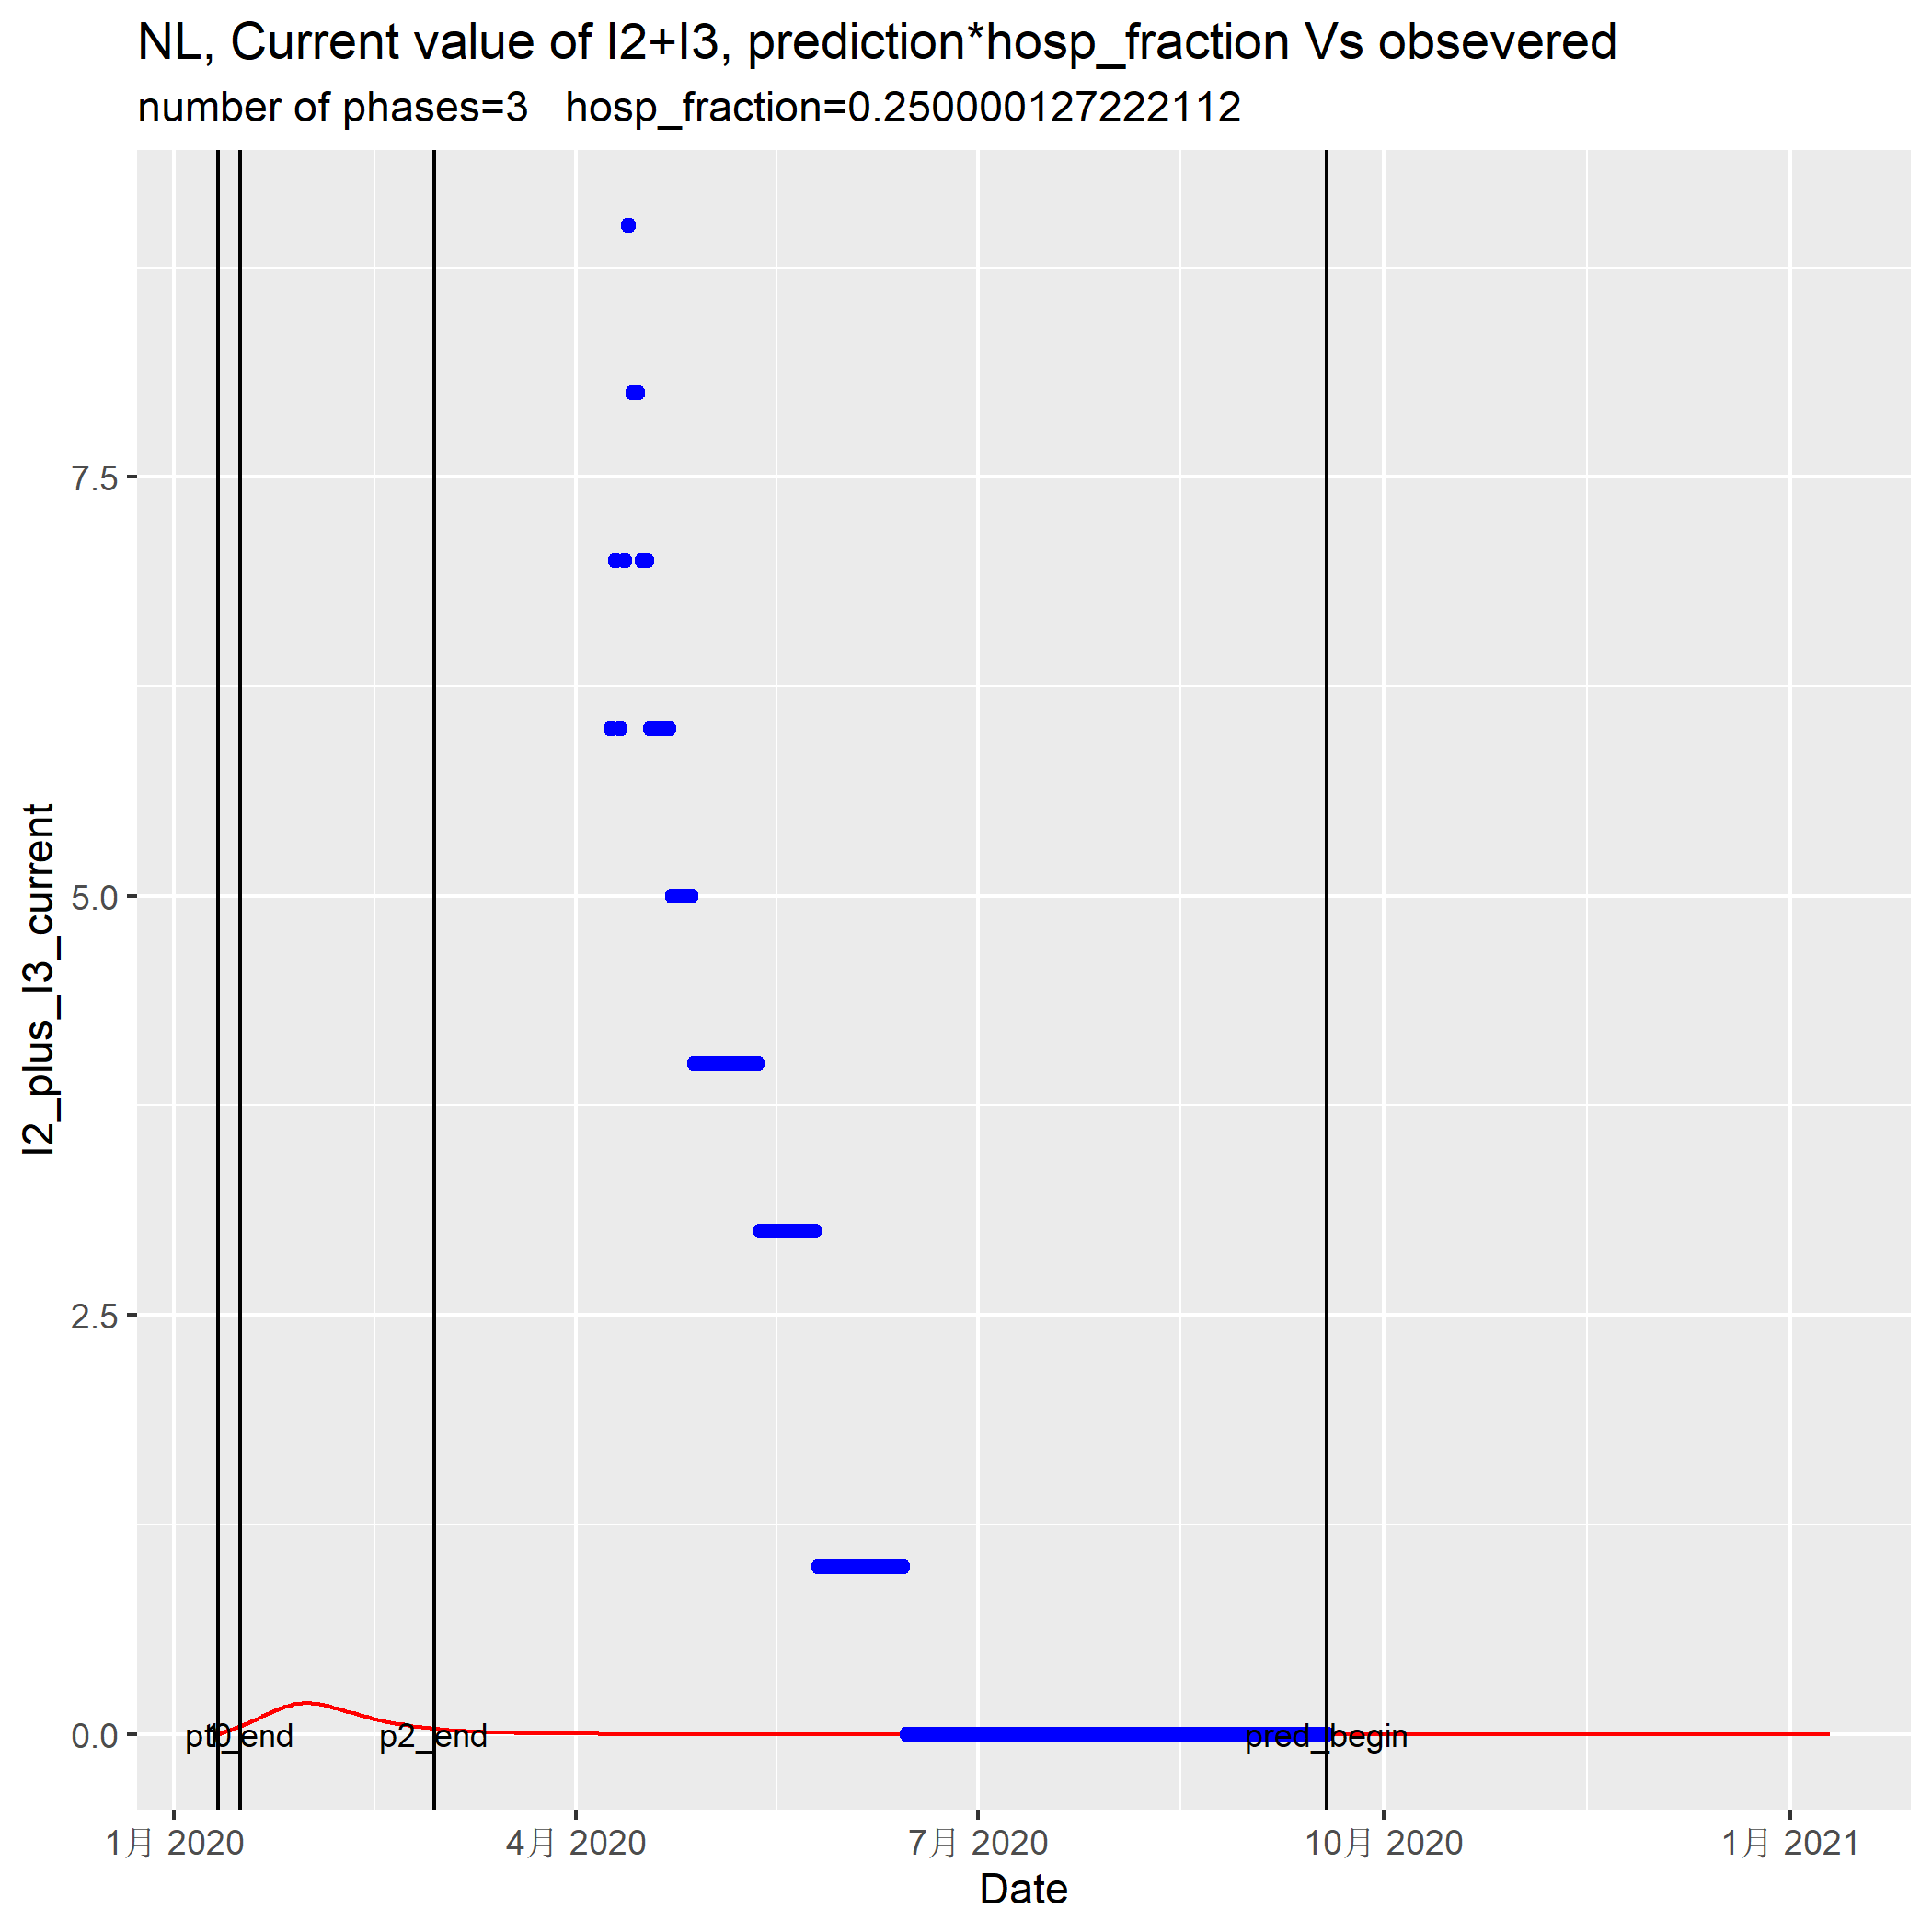 NL, Current value of I2+I3, prediction*hosp_fraction Vs obsevered
number of phases=3   hosp_fraction=0.250000127222112
I2_plus_I3_current
7.5
5.0
2.5
0.0
p2_end
pred_begin
1月 2020
4月 2020
7月 2020
10月 2020
1月 2021
Date